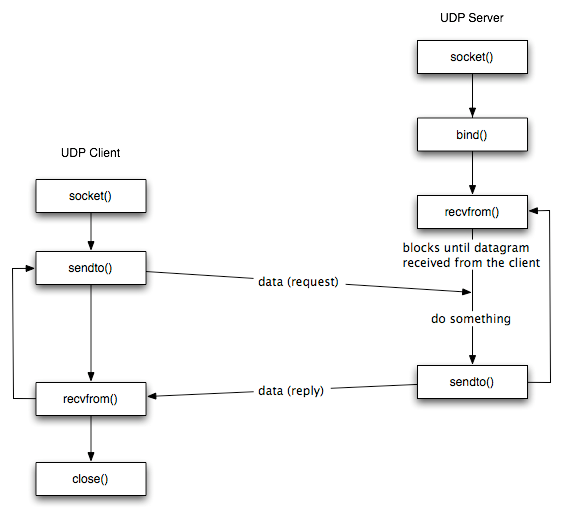 UDP Server
socket()
bind()
UDP Client
socket()
recvfrom()
blocks until datagram
received from the client
sendto()
data (request)
do something
sendto()
data (reply)
recvfrom()
close()